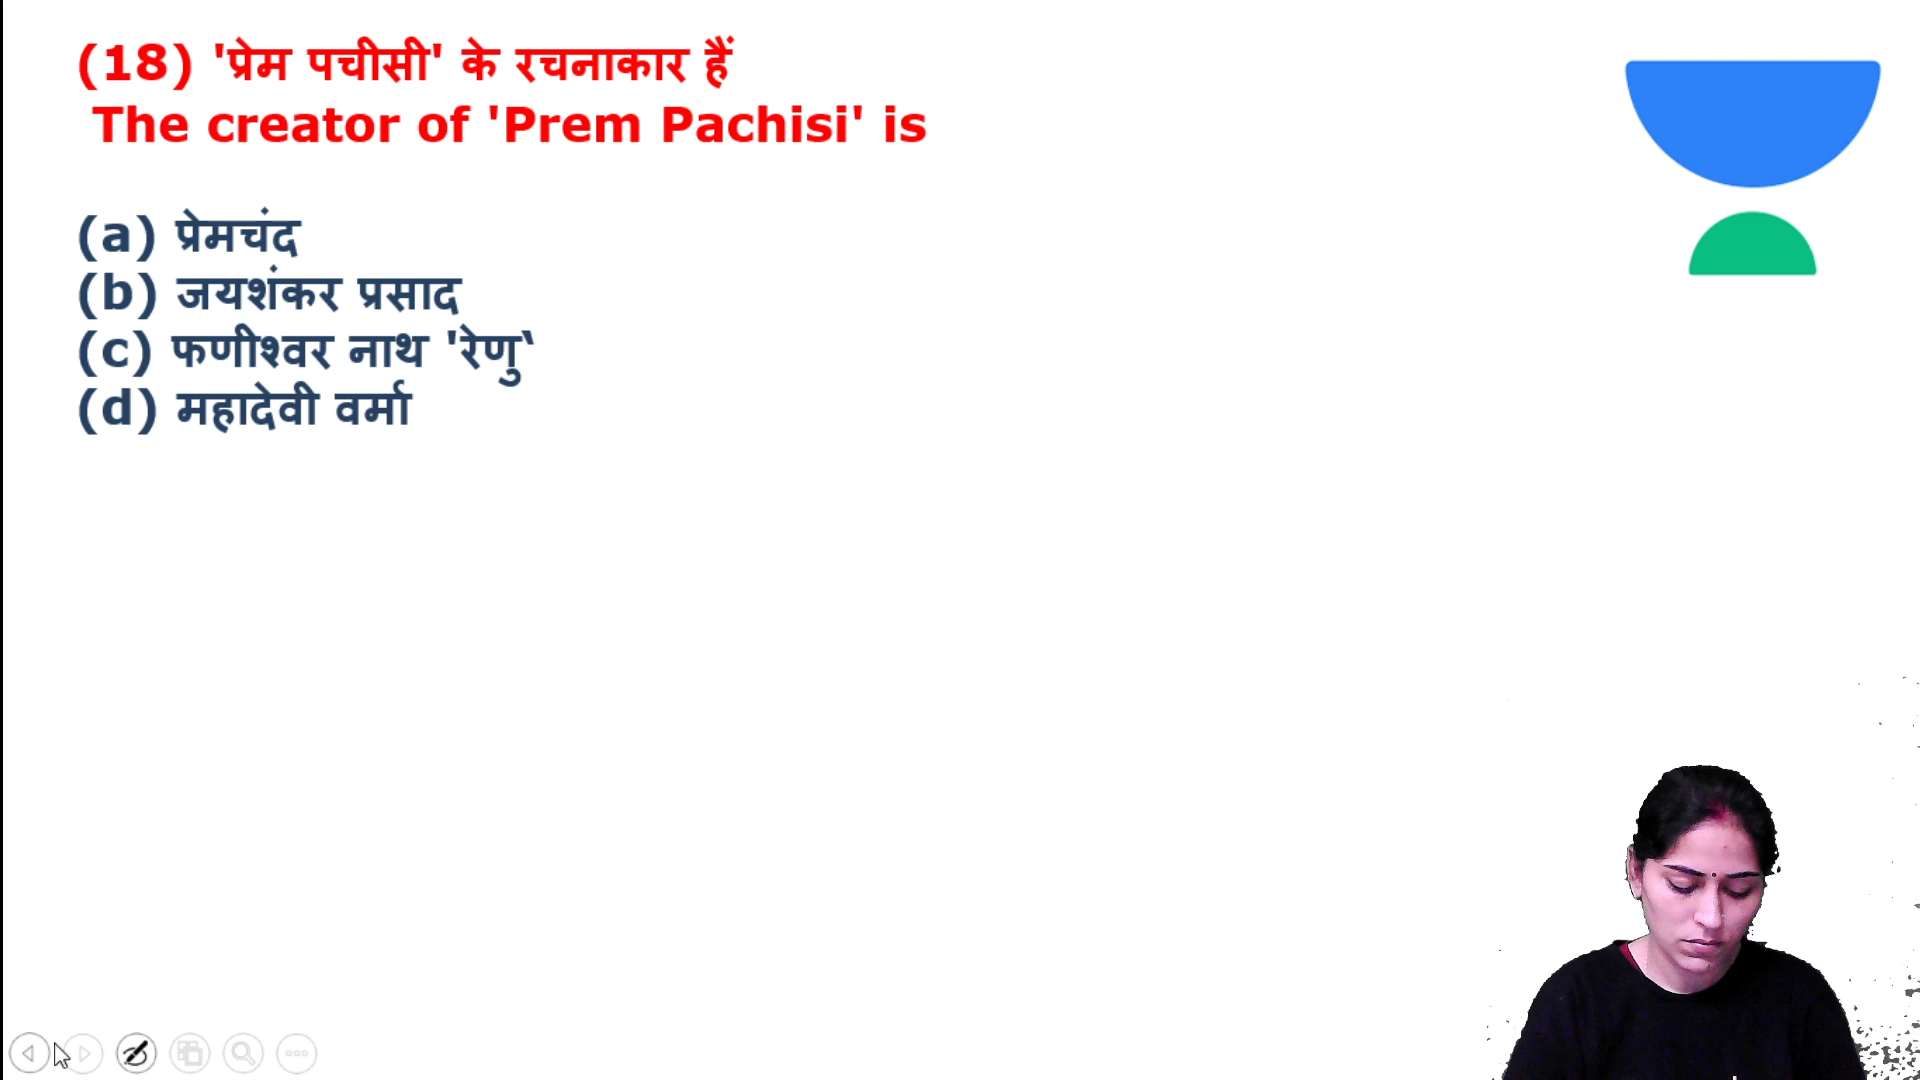 (18) 'प्रेम पचीसी' के रचनाकार हैं
The creator of 'Prem Pachisi' is
(a) प्रेमचंद
(b) जयशंकर प्रसाद
(c) फणीश्वर नाथ 'रेणु‘
(d) महादेवी वर्मा